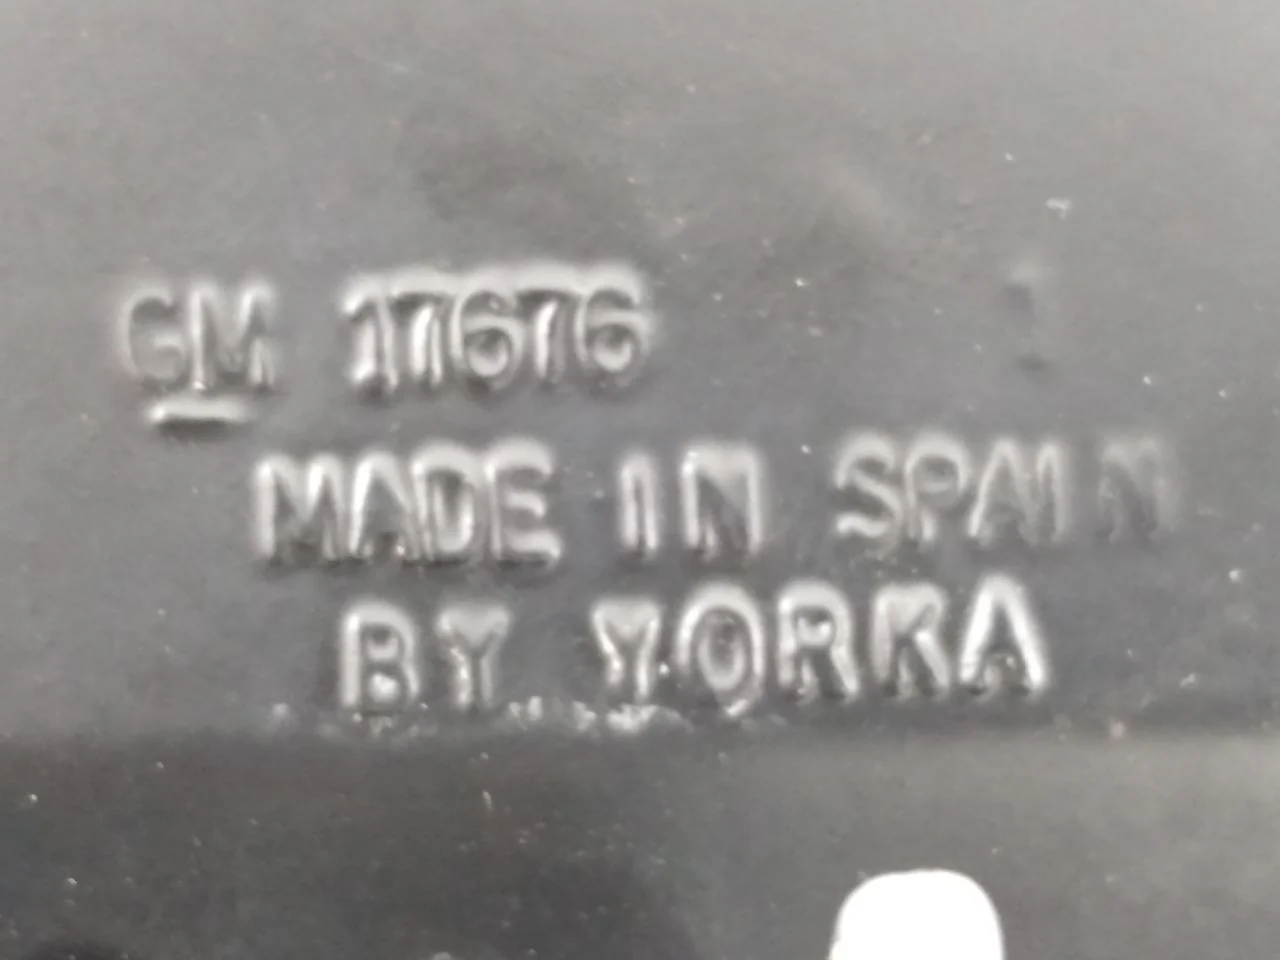 GM 17676
MADE IN SPAIN
BY YORKA